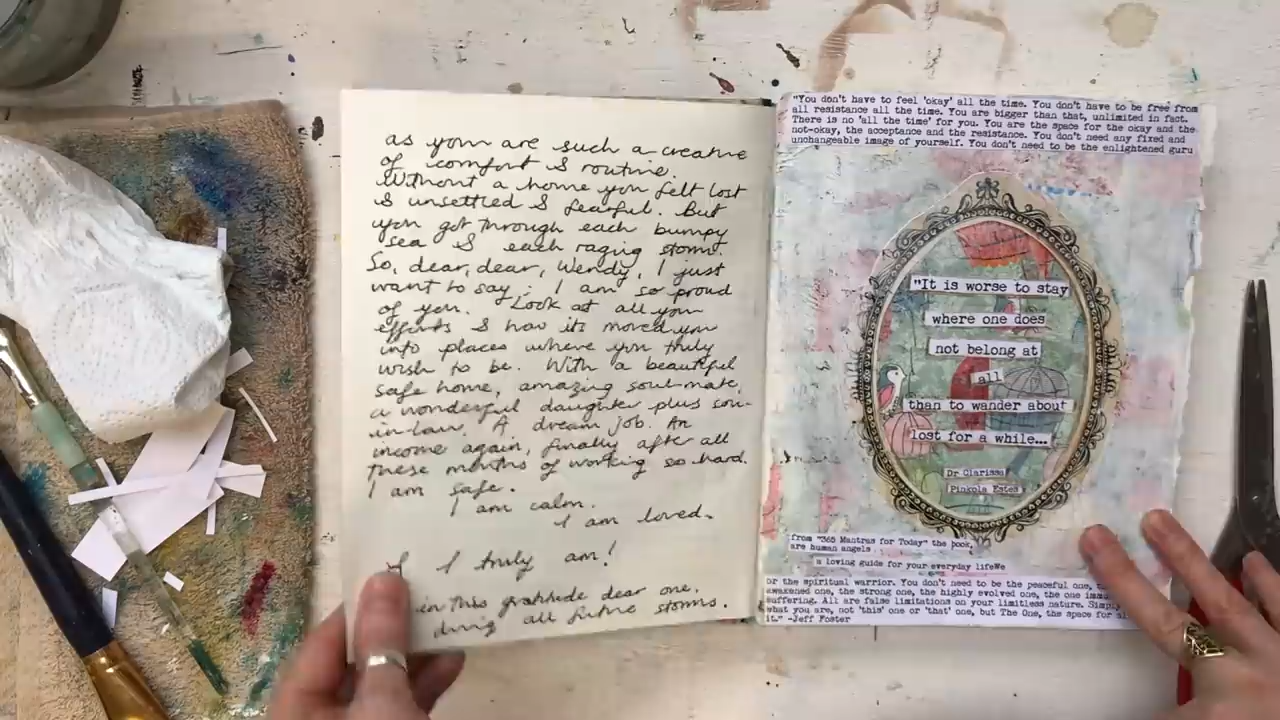 as you are such a creature
of comfort & routine.
Without a home you felt lost
& unsettled & fearful. But
you got through each bumpy
sea & each raging storm.
So, dear, dear, Wendy, I just
want to say: I am so proud
of you. Look at all your
efforts & how its moved you
into places where you truly
wish to be. With a beautiful
safe home, amazing soul-mate,
a wonderful daughter plus son-
in-law. A dream job. An
income again, finally after all
these months of working so hard.
I am safe.
I am calm.
I am loved.
I truly am!
in this gratitude dear one,
during all future storms.
"You don't have to feel 'okay' all the time. You don't have to be free from
all resistance all the time. You are bigger than that, unlimited in fact.
There is no 'all the time' for you. You are the space for the okay and the
not-okay, the acceptance and the resistance. You don't need any fixed and
unchangeable image of yourself. You don't need to be the enlightened guru
"It is worse to stay
where one does
not belong at
all
than to wander about
lost for a while...
Dr Clarissa
Pinkola Estes
from "365 Mantras for Today" the book,
are human angels
a loving guide for your everyday lifeWe
or the spiritual warrior. You don't need to be the peaceful one,
awakened one, the strong one, the highly evolved one, the one
suffering. All are false limitations on your limitless nature. Simply
what you are, not 'this' one or 'that' one, but The One, the space for
it." -Jeff Foster